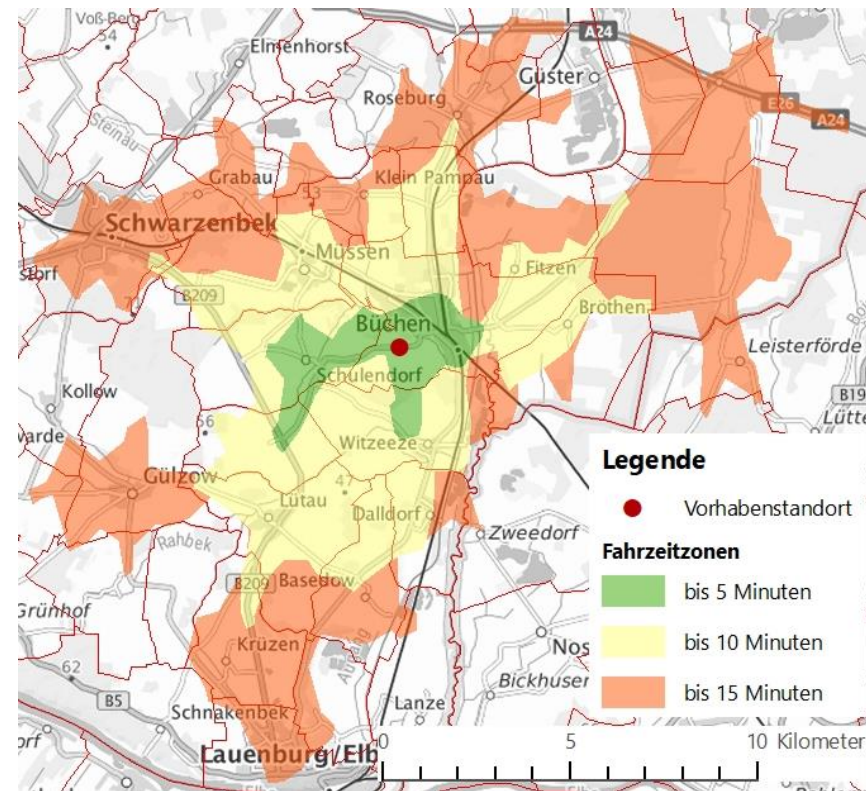 Voß-Berg
54
Elmenhorst
A24
Güster
Roseburg
E26
A24
Steinau
Grabau
53
Klein Pampau
Schwarzenbek
Müssen
Fitzen
B209
Bröthen
Büchen
Leisterförde
Schulendorf
Kollow
B19
Lütte
56
Witzeeze
Gülzow
47
Lütau
Dalldorf
Zweedorf
Rahbek
B209
Basedow
Grünhof
Krüzen
Nos
62
B5
Bickhuser
Schnakenbek
Lanze
Lauenburg/Elb
Legende
Vorhabenstandort
Fahrzeitzonen
bis 5 Minuten
bis 10 Minuten
bis 15 Minuten
0 5 10 Kilometer